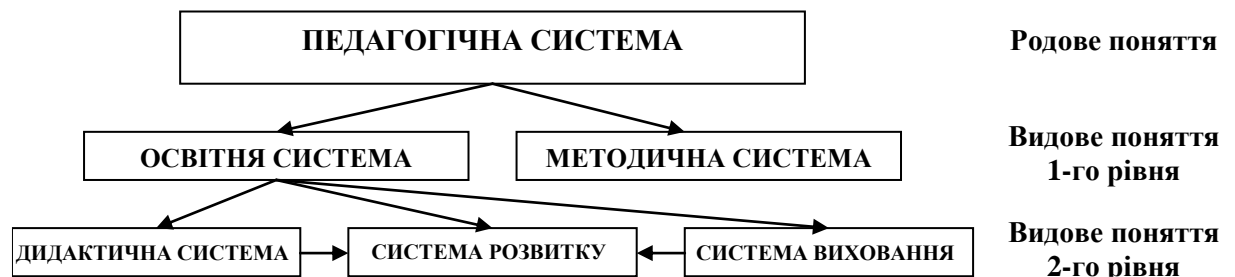 ПЕДАГОГІЧНА СИСТЕМА
Родове поняття
ОСВІТНЯ СИСТЕМА
МЕТОДИЧНА СИСТЕМА
Видове поняття
1-го рівня
ДИДАКТИЧНА СИСТЕМА
СИСТЕМА РОЗВИТКУ
СИСТЕМА ВИХОВАННЯ
Видове поняття
2-го рівня